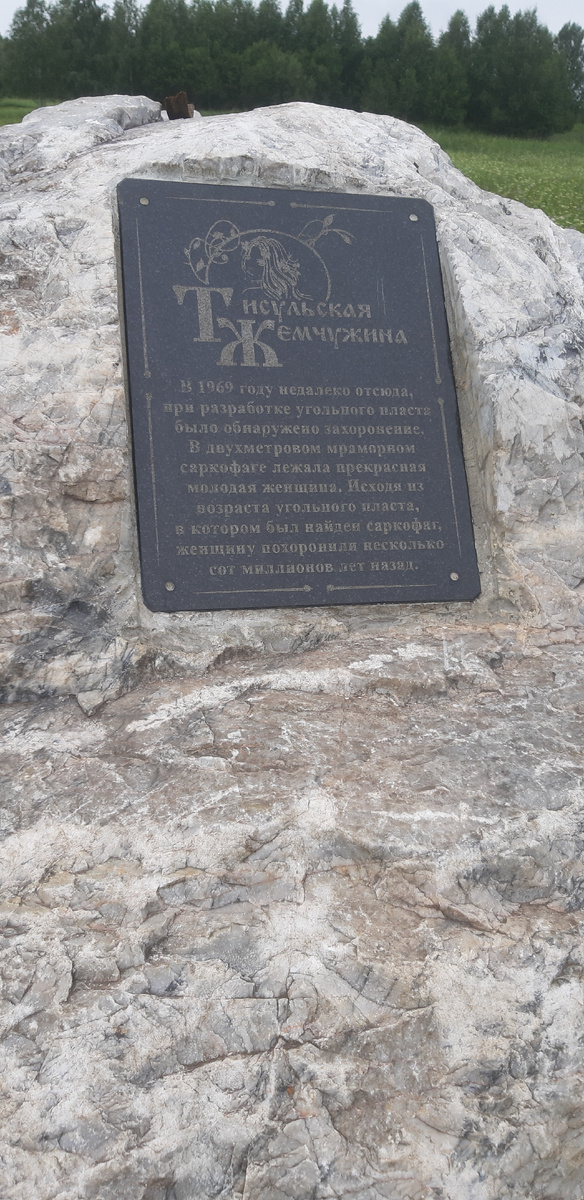 Тисульская
Жемчужина
В 1969 году недалеко отсюда,
при разработке угольного пласта
было обнаружено захоронение.
В двухметровом мраморном
саркофаге лежала прекрасная
молодая женщина. Исходя из
возраста угольного пласта,
в котором был найден саркофаг,
женщину похоронили несколько
сот миллионов лет назад.